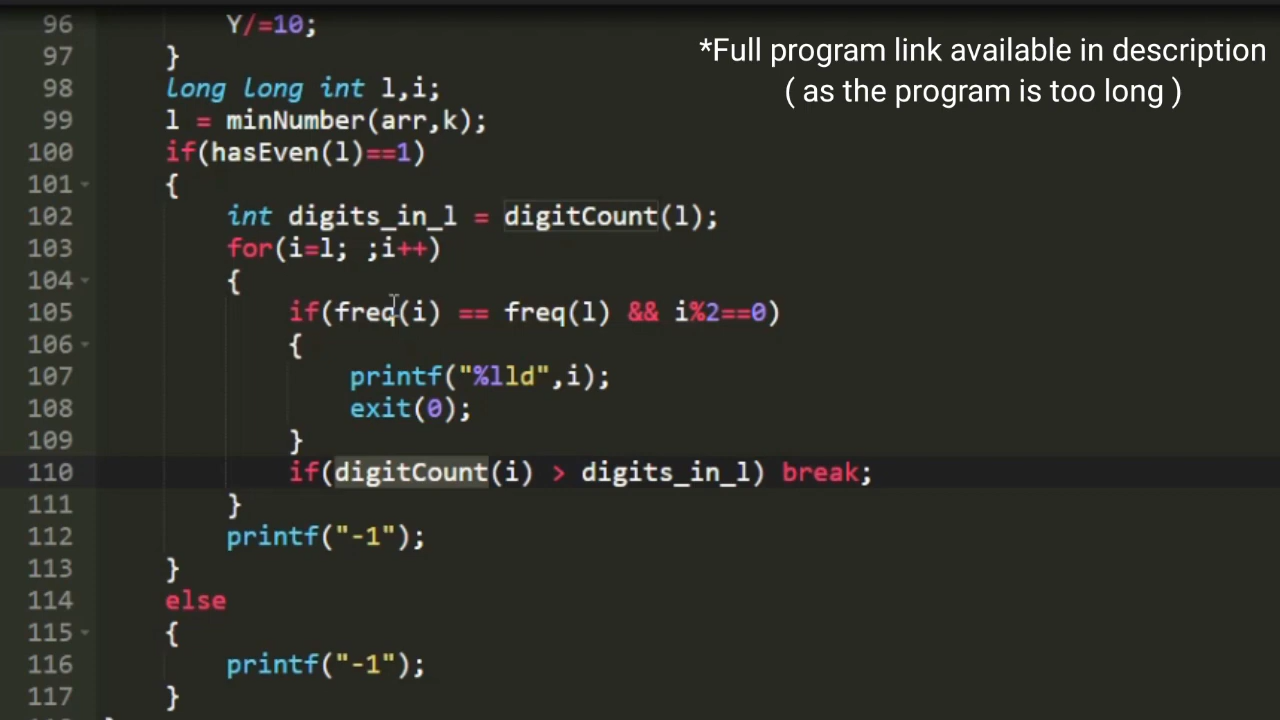 96 Y/=10;
*Full program link available in description
97 }
( as the program is too long )
98 long long int l,i;
99 l = minNumber(arr,k);
100 if(hasEven(l)==1)
101 {
102 int digits_in_l = digitCount(l);
103 for(i=l; ;i++)
104 {
105 if(freq(i) == freq(l) && i%2==0)
106 {
107 printf("%lld",i);
108 exit(0);
109 }
110 if(digitCount(i) > digits_in_l) break;
111 }
112 printf("-1");
113 }
114 else
115 {
116 printf("-1");
117 }